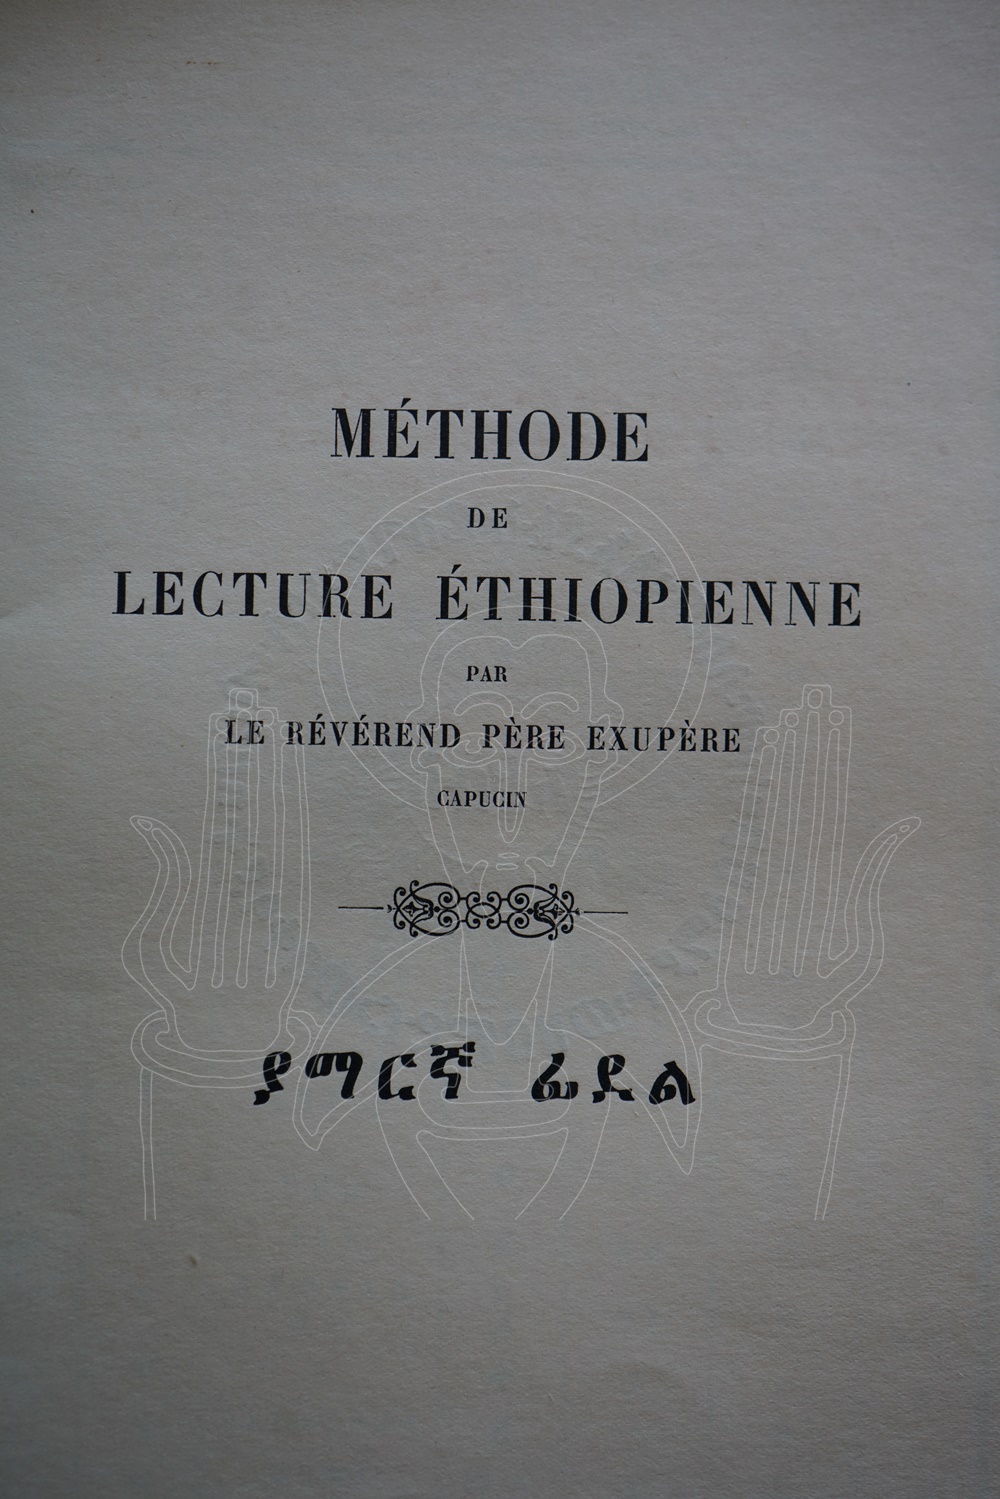 MÉTHODE
DE
LECTURE ÉTHIOPIENNE
PAR
LE RÉVÉREND PÈRE EXUPÈRE
CAPUCIN
ያማርኛ ፊደል